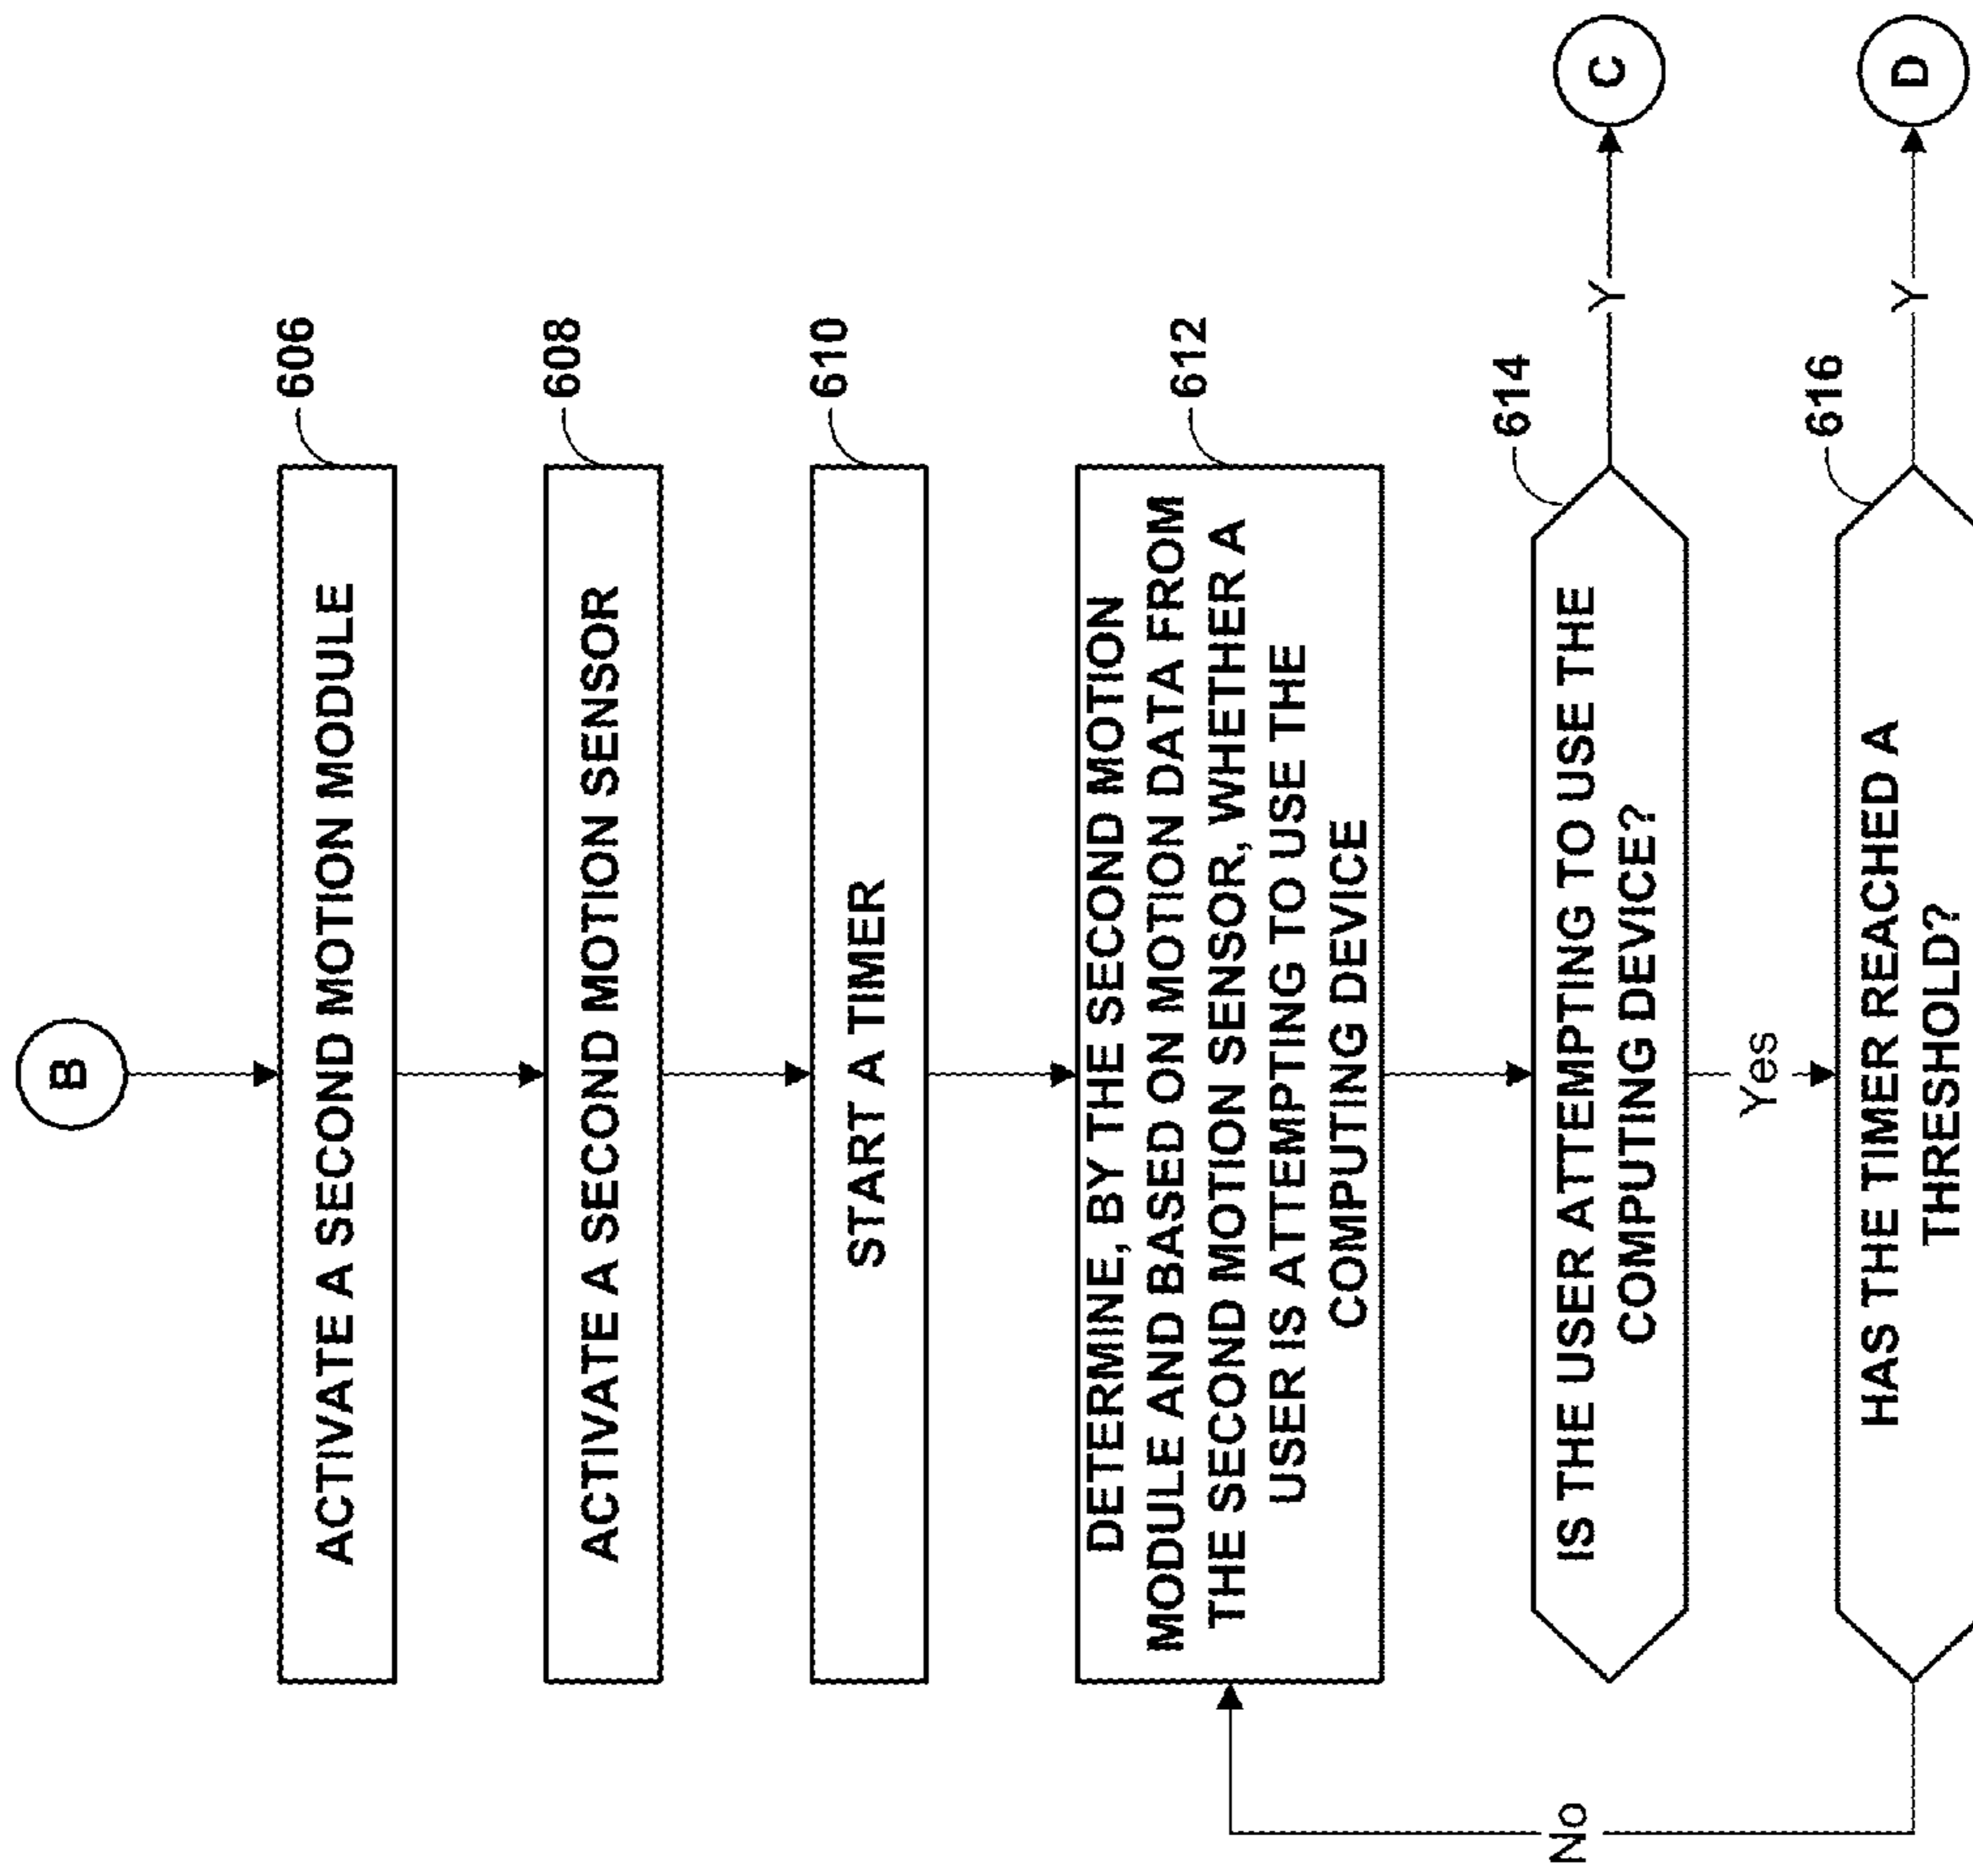 B
606
ACTIVATE A SECOND MOTION MODULE
608
ACTIVATE A SECOND MOTION SENSOR
610
START A TIMER
612
DETERMINE, BY THE SECOND MOTION
MODULE AND BASED ON MOTION DATA FROM
THE SECOND MOTION SENSOR, WHETHER A
USER IS ATTEMPTING TO USE THE
COMPUTING DEVICE
614
IS THE USER ATTEMPTING TO USE THE
COMPUTING DEVICE?
Y
C
Yes
616
HAS THE TIMER REACHED A
THRESHOLD?
Y
D
No